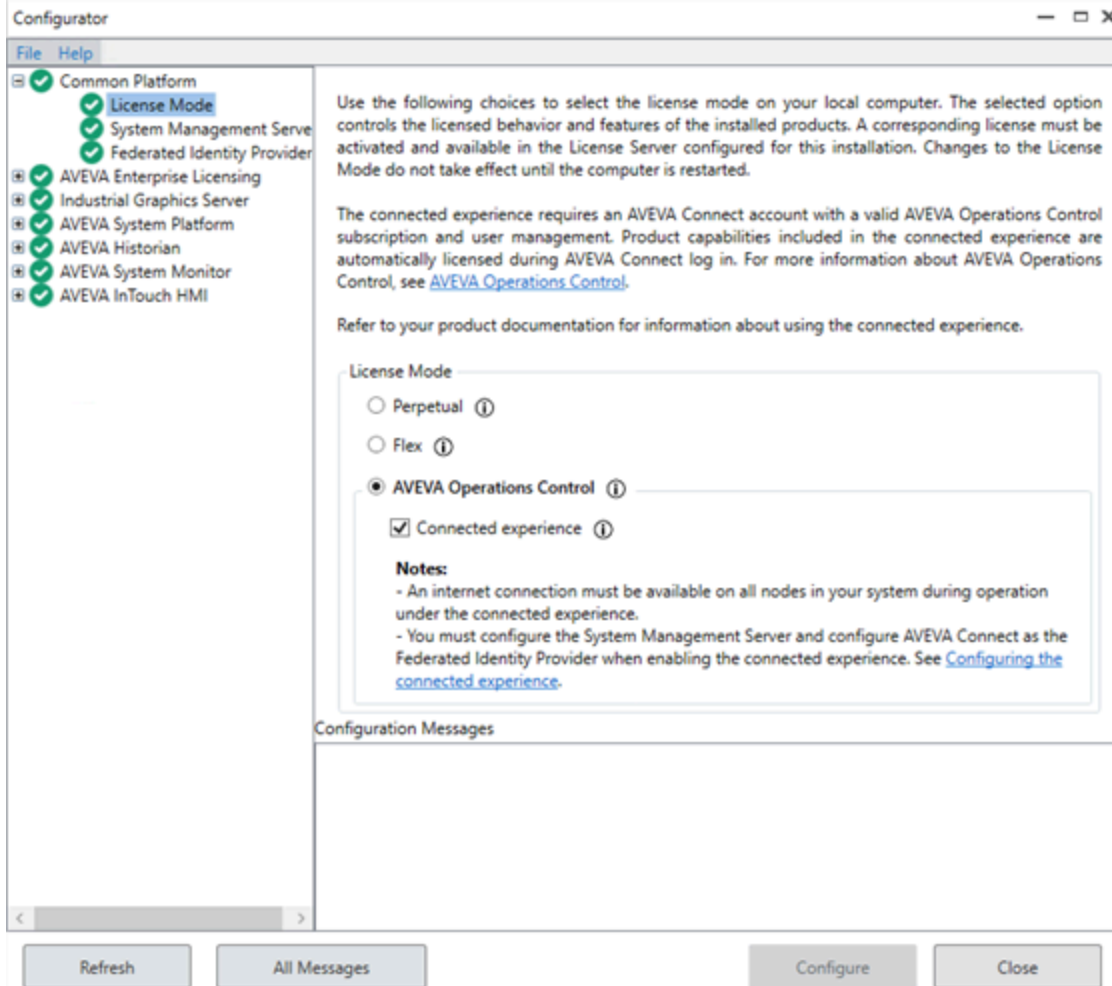 Configurator
File Help
Common Platform
License Mode
System Management Serve
Federated Identity Provider
AVEVA Enterprise Licensing
Industrial Graphics Server
AVEVA System Platform
AVEVA Historian
AVEVA System Monitor
AVEVA InTouch HMI
Use the following choices to select the license mode on your local computer. The selected option
controls the licensed behavior and features of the installed products. A corresponding license must be
activated and available in the License Server configured for this installation. Changes to the License
Mode do not take effect until the computer is restarted.
The connected experience requires an AVEVA Connect account with a valid AVEVA Operations Control
subscription and user management. Product capabilities included in the connected experience are
automatically licensed during AVEVA Connect log in. For more information about AVEVA Operations
Control, see AVEVA Operations Control.
Refer to your product documentation for information about using the connected experience.
License Mode
Perpetual
Flex
AVEVA Operations Control
Connected experience
Notes:
- An internet connection must be available on all nodes in your system during operation
under the connected experience.
- You must configure the System Management Server and configure AVEVA Connect as the
Federated Identity Provider when enabling the connected experience. See Configuring the
connected experience.
Configuration Messages
Refresh
All Messages
Configure
Close